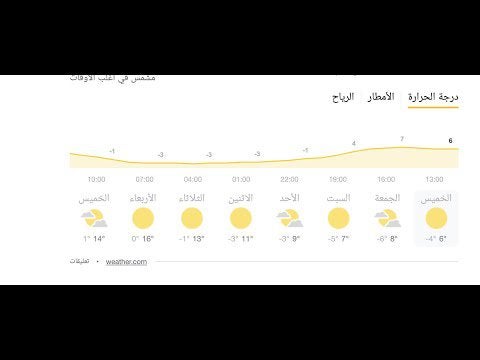 مشمس في أغلب الأوقات
درجة الحرارة الأمطار الرياح
6 7 4 -1 -3 -3 -3 -1
13:00 16:00 19:00 22:00 01:00 04:00 07:00 10:00
الخميس الجمعة السبت الأحد الاثنين الثلاثاء الأربعاء الخميس
6° -4° 8° -6° 7° -5° 9° -3° 11° -3° 13° -1° 16° 0° 14° 1°
weather.com • تعليقات